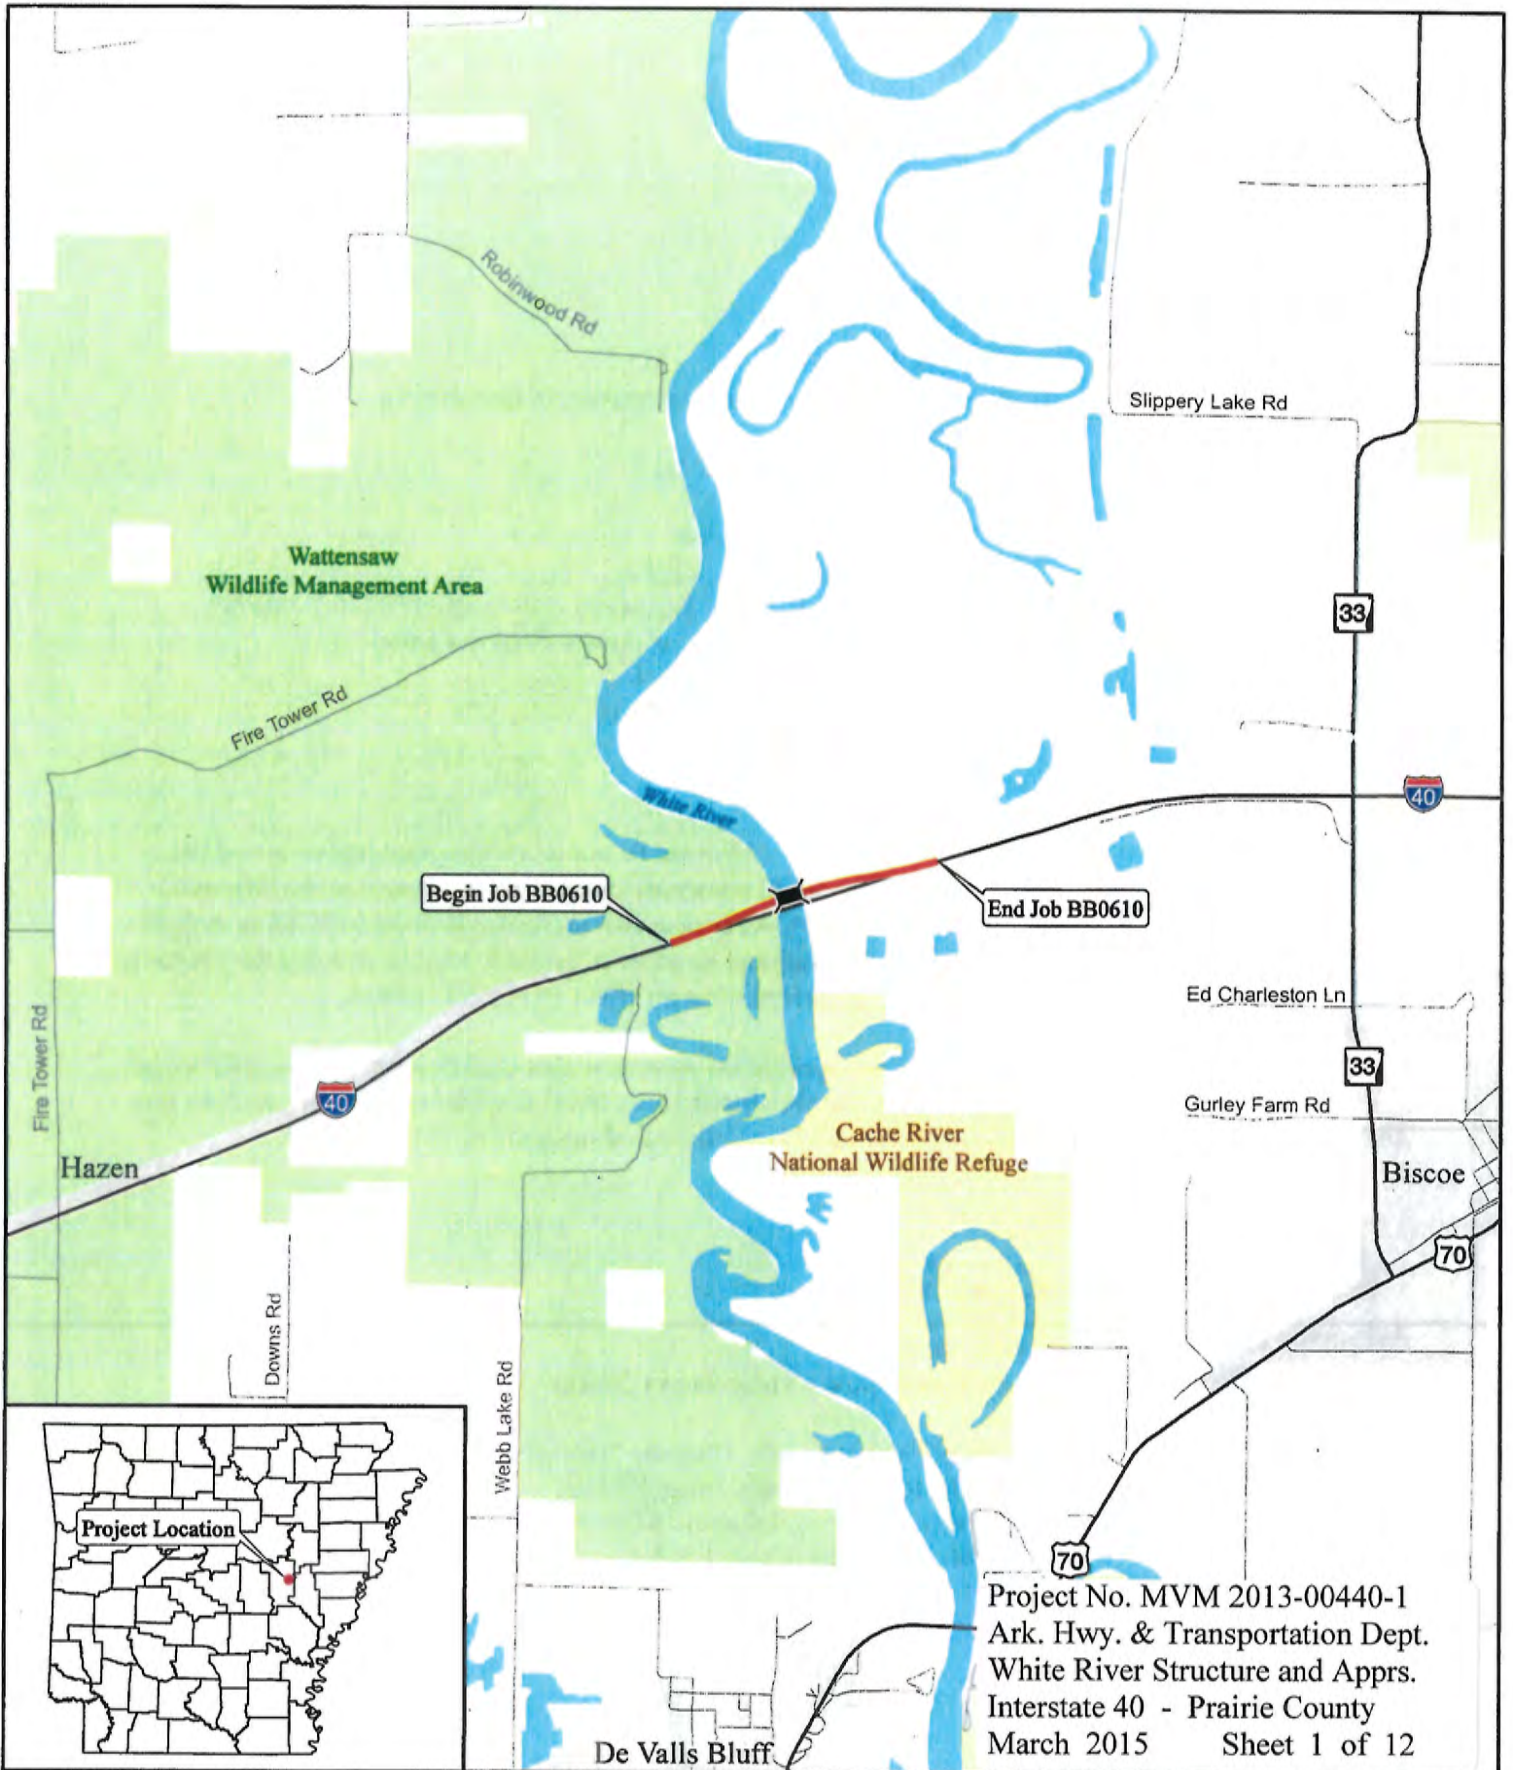 Robinwood Rd
Slippery Lake Rd
Wattensaw
Wildlife Management Area
33
Fire Tower Rd
White River
40
Begin Job BB0610
End Job BB0610
Ed Charleston Ln
Fire Tower Rd
33
40
Gurley Farm Rd
Cache River
National Wildlife Refuge
Hazen
Biscoe
70
Downs Rd
Webb Lake Rd
Project Location
70
Project No. MVM 2013-00440-1
Ark. Hwy. & Transportation Dept.
White River Structure and Apprs.
Interstate 40 - Prairie County
March 2015 Sheet 1 of 12
De Valls Bluff